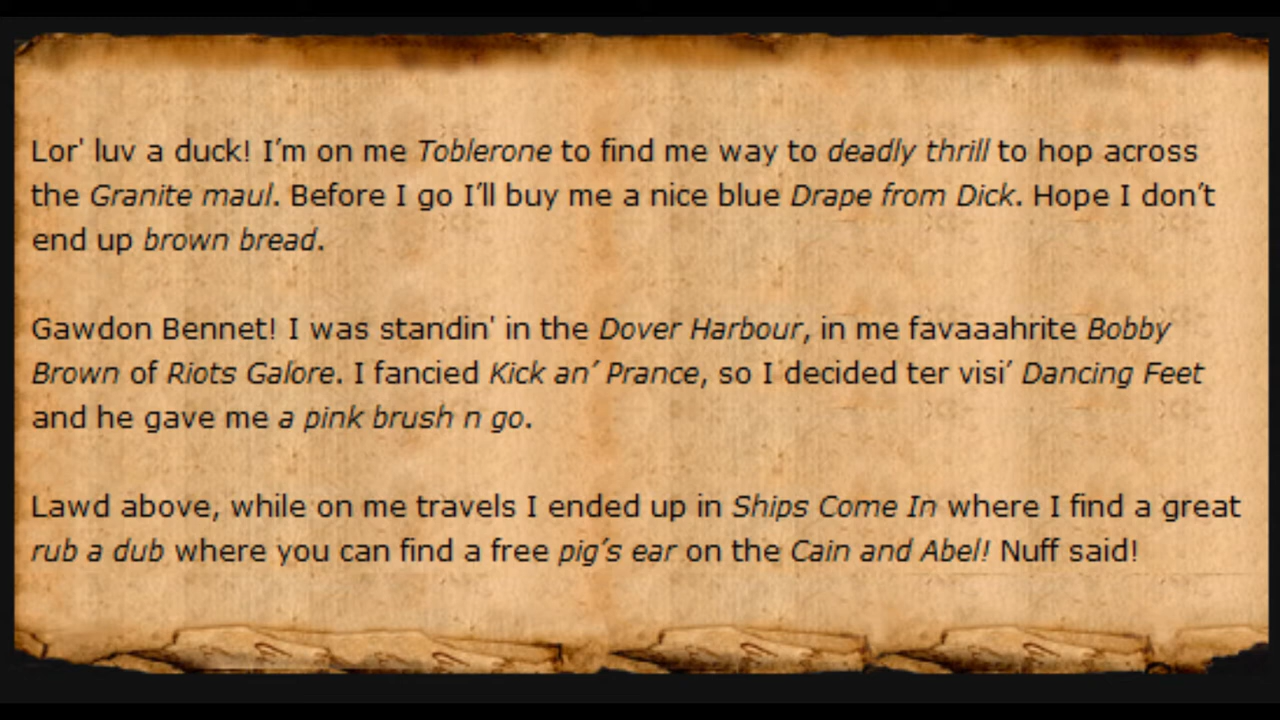 Lor' luv a duck! I'm on me Toblerone to find me way to deadly thrill to hop across
the Granite maul. Before I go I'll buy me a nice blue Drape from Dick. Hope I don't
end up brown bread.
Gawdon Bennet! I was standin' in the Dover Harbour, in me favaaahrite Bobby
Brown of Riots Galore. I fancied Kick an' Prance, so I decided ter visi' Dancing Feet
and he gave me a pink brush n go.
Lawd above, while on me travels I ended up in Ships Come In where I find a great
rub a dub where you can find a free pig's ear on the Cain and Abel! Nuff said!